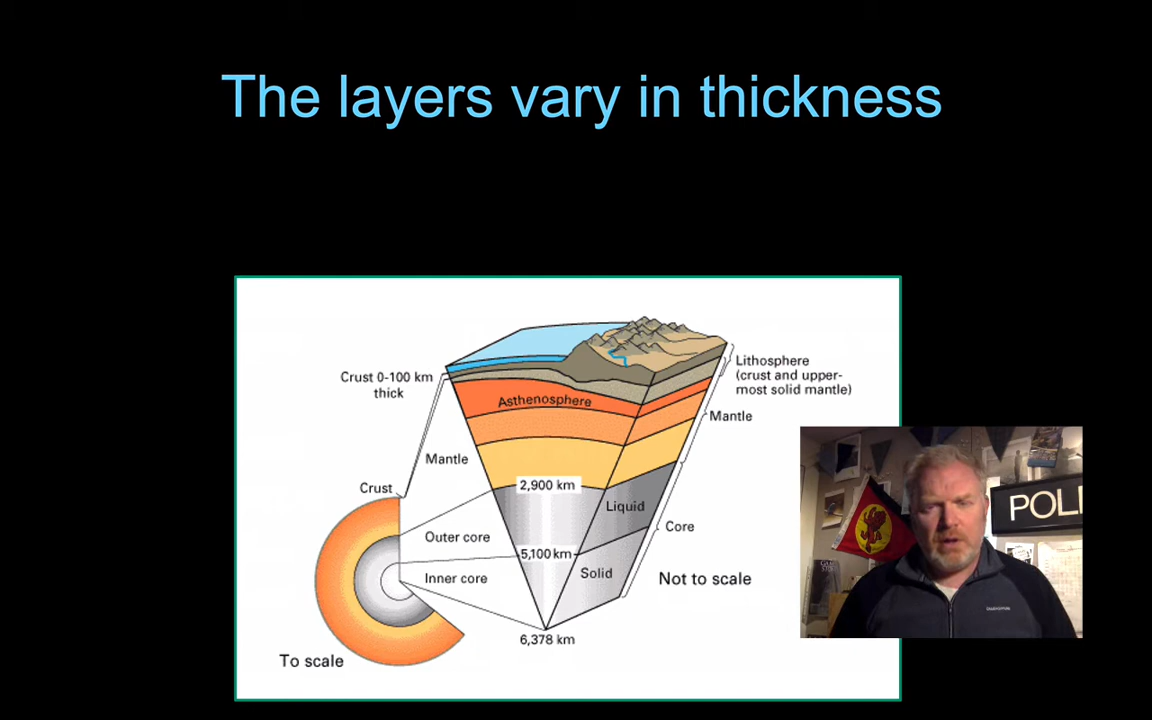 The layers vary in thickness
Crust 0-100 km
thick
Lithosphere
(crust and upper-
most solid mantle)
Asthenosphere
Mantle
Mantle
2,900 km
Crust
Liquid
Core
Outer core
5,100 km
Inner core
Solid
Not to scale
6,378 km
To scale
POLI